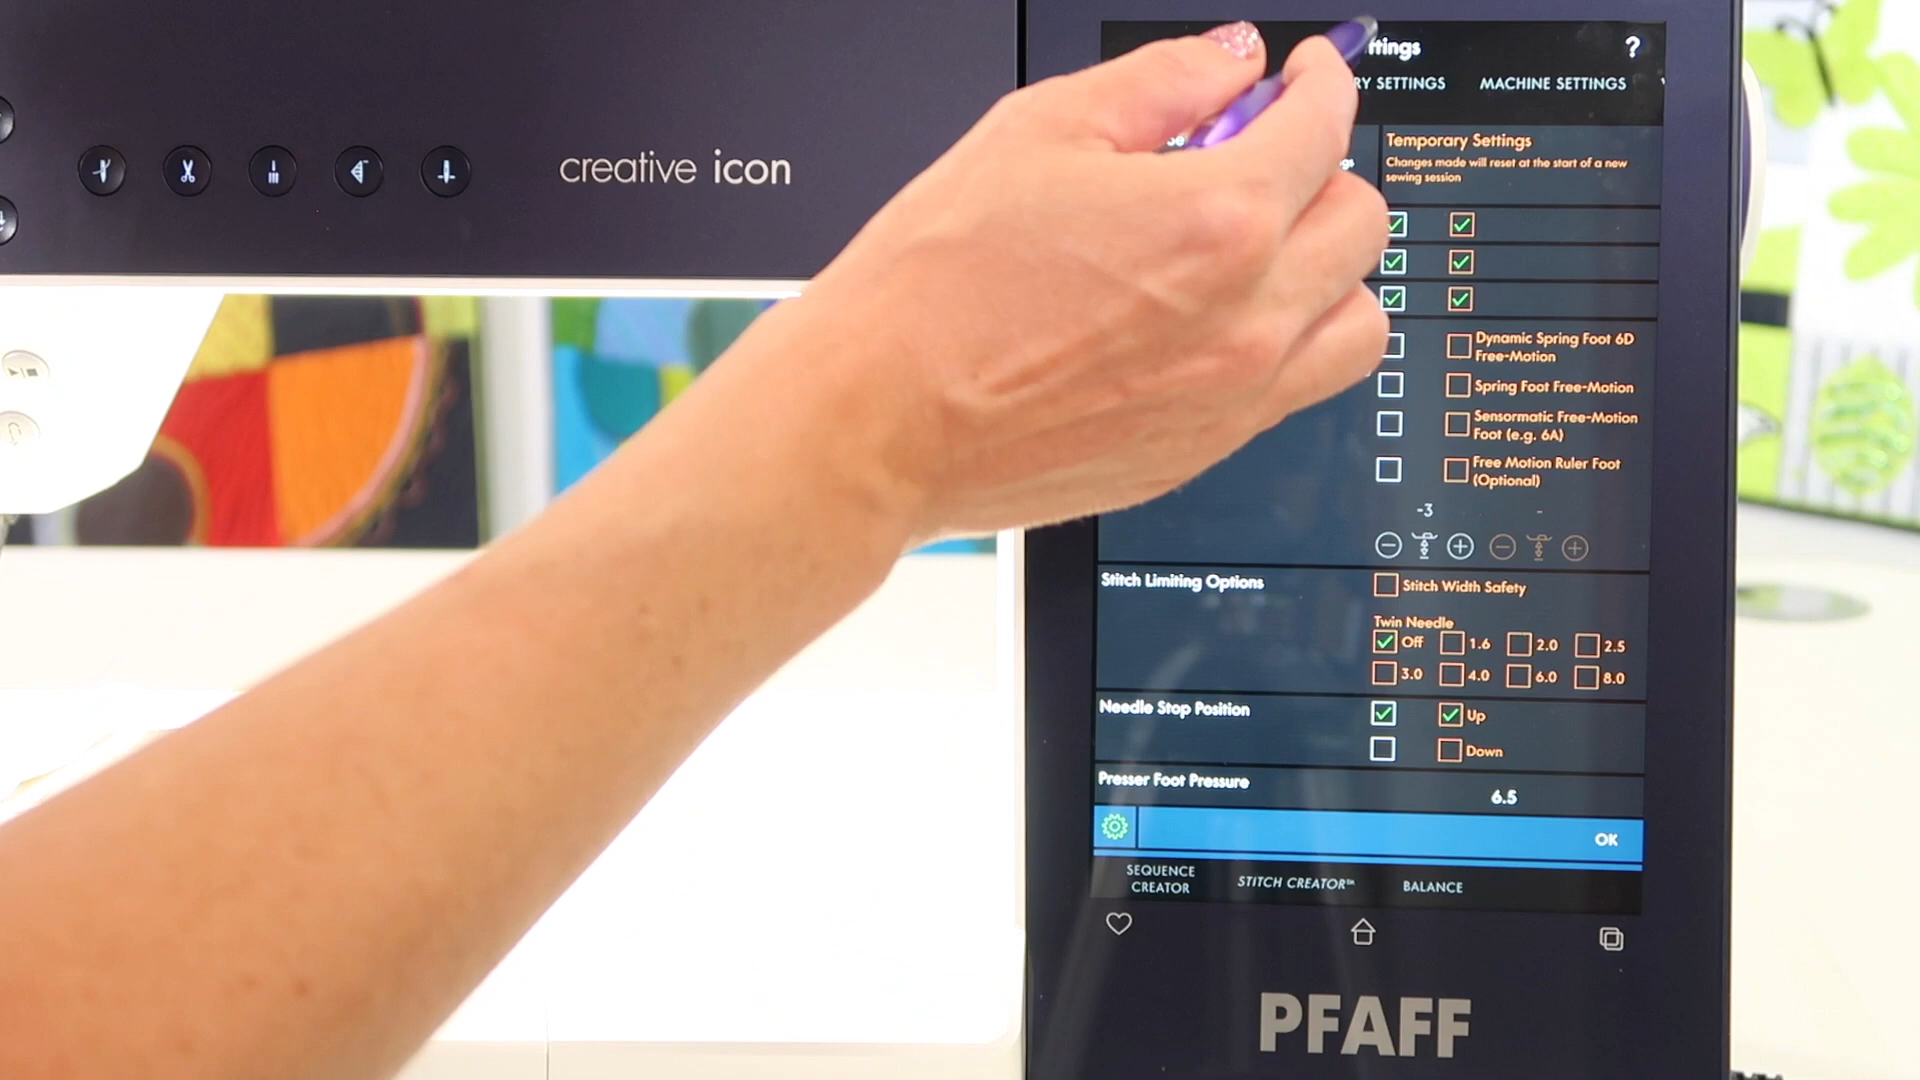 creative icon
ttings
?
RY SETTINGS
MACHINE SETTINGS
Temporary Settings
Changes made will reset at the start of a new
sewing session
Dynamic Spring Foot 6D
Free-Motion
Spring Foot Free-Motion
Sensormatic Free-Motion
Foot (e.g. 6A)
Free Motion Ruler Foot
(Optional)
-3 -
Stitch Limiting Options
Stitch Width Safety
Twin Needle
Off 1.6 2.0 2.5
3.0 4.0 6.0 8.0
Needle Stop Position
Up
Down
Presser Foot Pressure
6.5
OK
SEQUENCE
CREATOR
STITCH CREATOR™
BALANCE
PFAFF